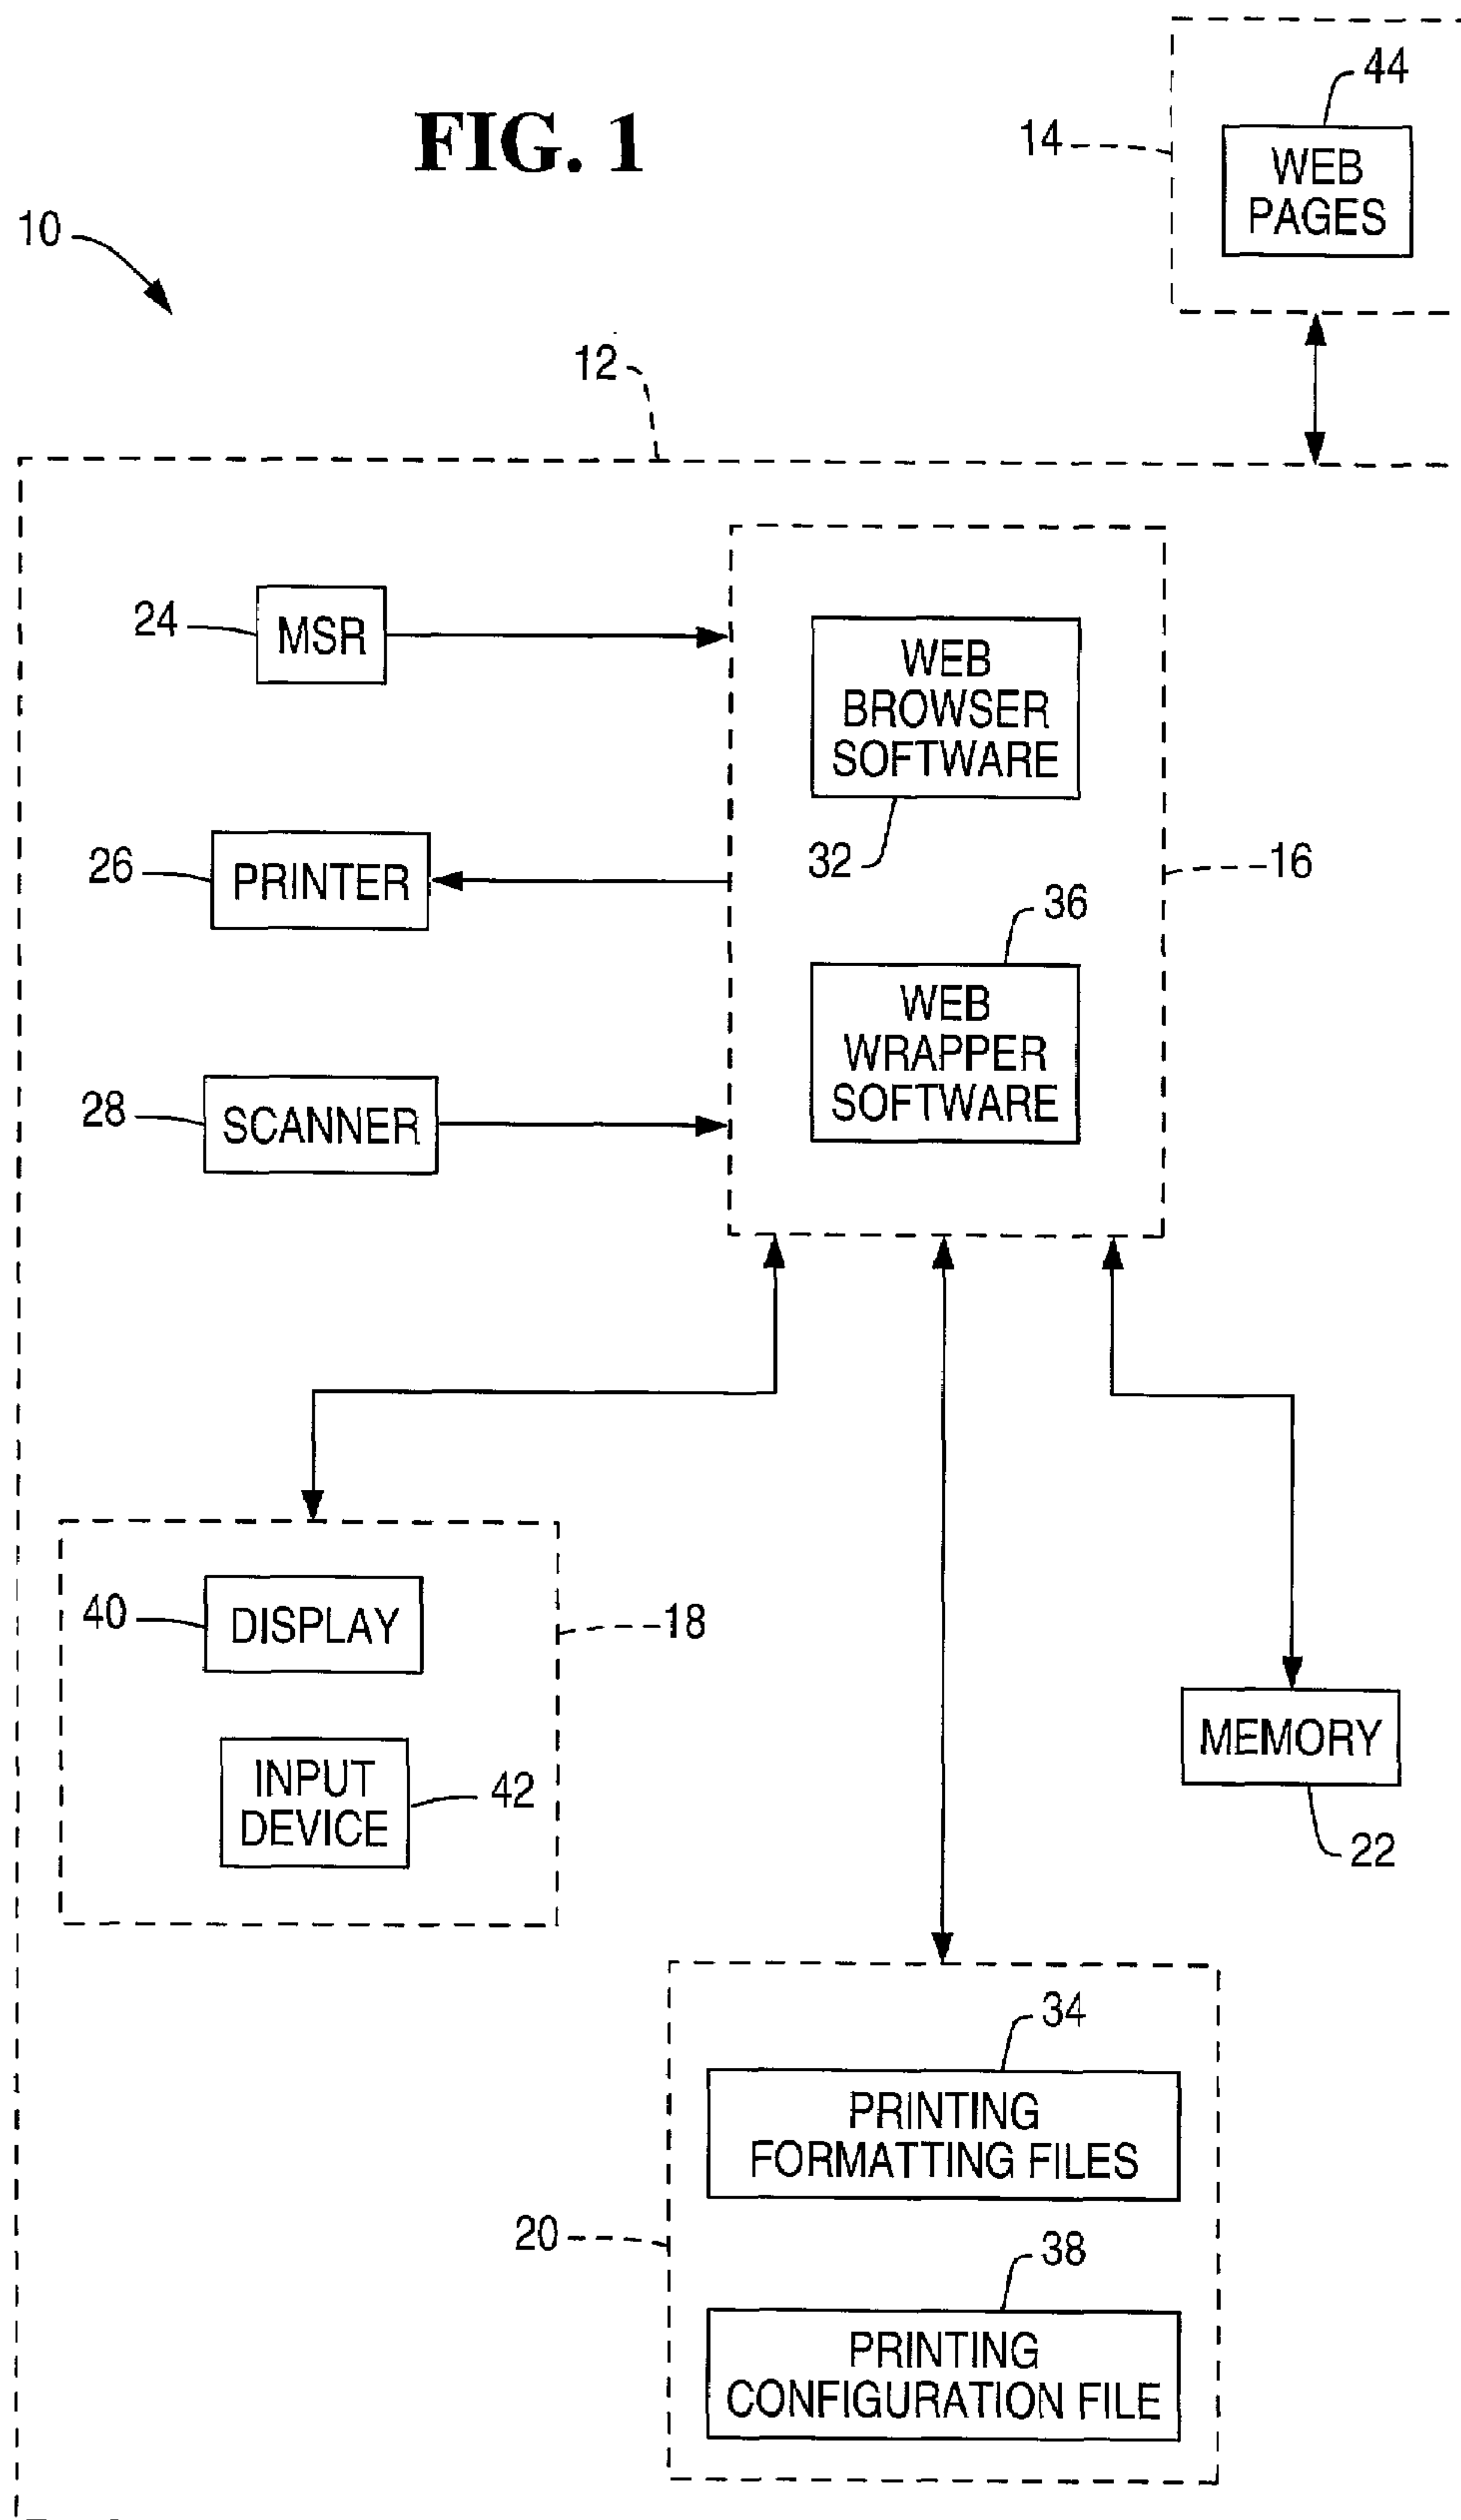 44
FIG. 1
14
WEB
PAGES
10
12
24
MSR
WEB
BROWSER
SOFTWARE
26
PRINTER
32
16
36
WEB
WRAPPER
SOFTWARE
28
SCANNER
40
DISPLAY
18
INPUT
DEVICE
42
MEMORY
22
34
PRINTING
FORMATTING FILES
20
38
PRINTING
CONFIGURATION FILE